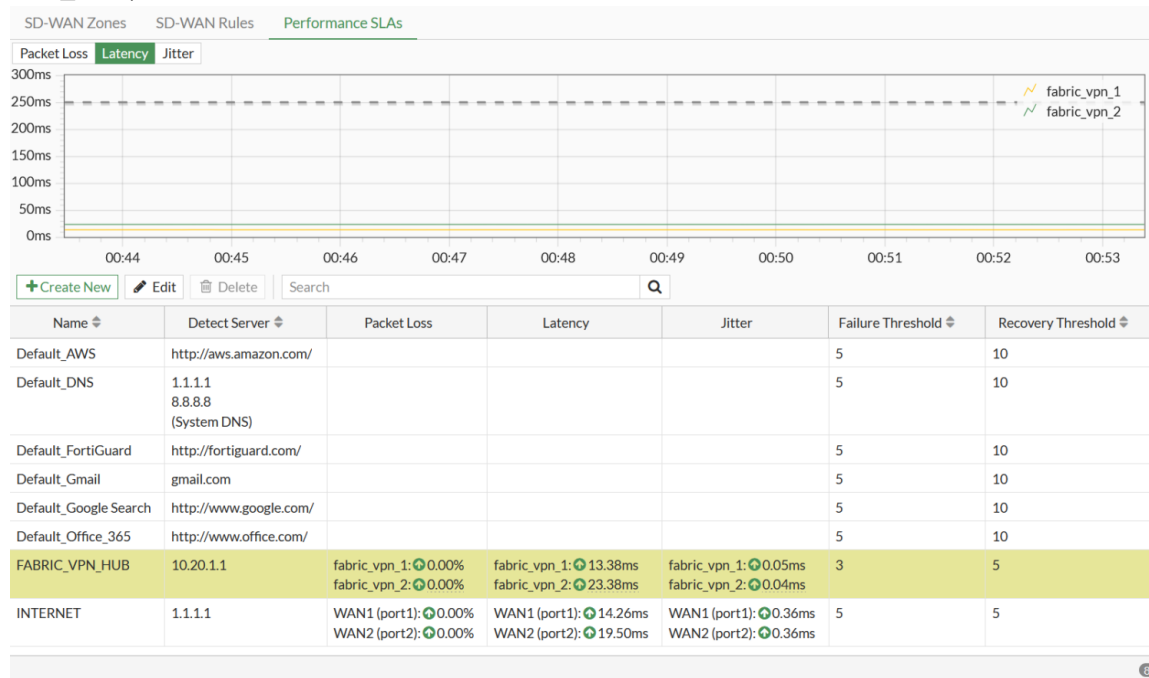 SD-WAN Zones SD-WAN Rules Performance SLAs
Packet Loss Latency Jitter
300ms
250ms
200ms
150ms
100ms
50ms
0ms
fabric_vpn_1
fabric_vpn_2
00:44 00:45 00:46 00:47 00:48 00:49 00:50 00:51 00:52 00:53
+Create New Edit Delete Search
Name Detect Server Packet Loss Latency Jitter Failure Threshold Recovery Threshold
Default_AWS http://aws.amazon.com/ 5 10
Default_DNS 1.1.1.1 5 10
8.8.8.8
(System DNS)
Default_FortiGuard http://fortiguard.com/ 5 10
Default_Gmail gmail.com 5 10
Default_Google Search http://www.google.com/ 5 10
Default_Office_365 http://www.office.com/ 5 10
FABRIC_VPN_HUB 10.20.1.1 fabric_vpn_1: 0.00% fabric_vpn_1: 13.38ms fabric_vpn_1: 0.05ms 3 5
fabric_vpn_2: 0.00% fabric_vpn_2: 23.38ms fabric_vpn_2: 0.04ms
INTERNET 1.1.1.1 WAN1 (port1): 0.00% WAN1 (port1): 14.26ms WAN1 (port1): 0.36ms 5 5
WAN2 (port2): 0.00% WAN2 (port2): 19.50ms WAN2 (port2): 0.36ms
8